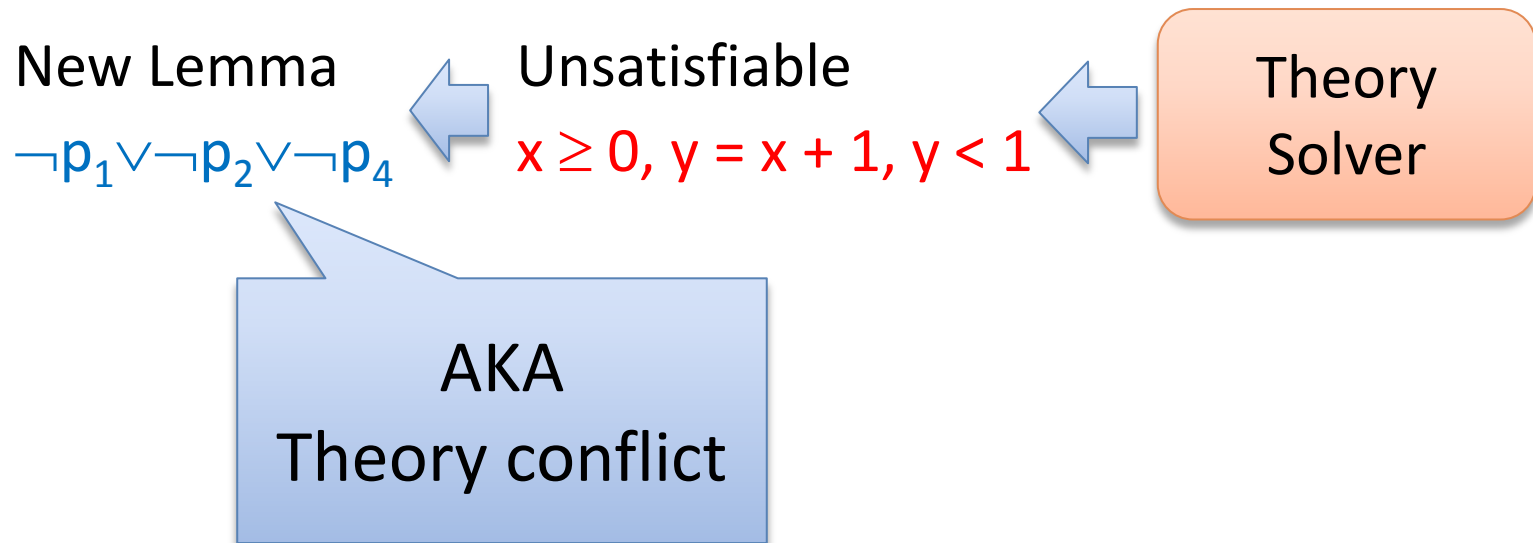 New Lemma
¬p₁∨¬p₂∨¬p₄
Unsatisfiable
x ≥ 0, y = x + 1, y < 1
Theory
Solver
AKA
Theory conflict